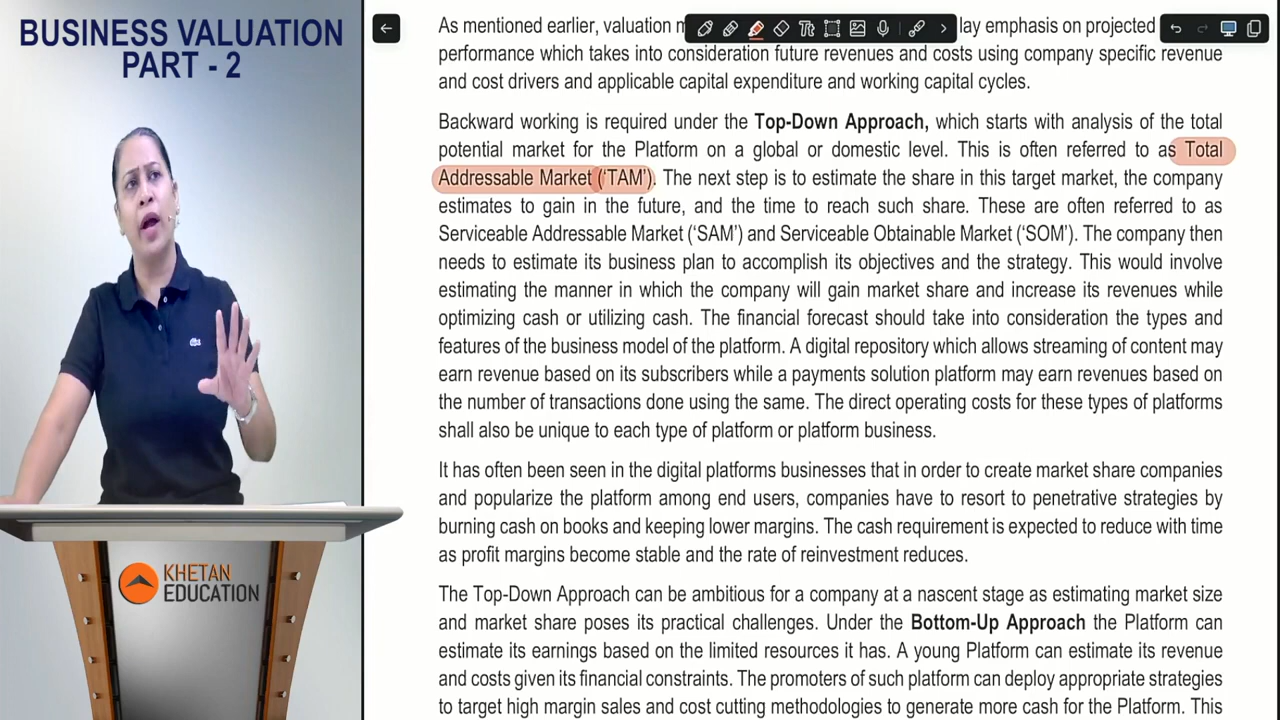 BUSINESS VALUATION
PART - 2
KHETAN
EDUCATION
As mentioned earlier, valuation lay emphasis on projected
performance which takes into consideration future revenues and costs using company specific revenue
and cost drivers and applicable capital expenditure and working capital cycles.
Backward working is required under the Top-Down Approach, which starts with analysis of the total
potential market for the Platform on a global or domestic level. This is often referred to as Total
Addressable Market (‘TAM’). The next step is to estimate the share in this target market, the company
estimates to gain in the future, and the time to reach such share. These are often referred to as
Serviceable Addressable Market (‘SAM’) and Serviceable Obtainable Market (‘SOM’). The company then
needs to estimate its business plan to accomplish its objectives and the strategy. This would involve
estimating the manner in which the company will gain market share and increase its revenues while
optimizing cash or utilizing cash. The financial forecast should take into consideration the types and
features of the business model of the platform. A digital repository which allows streaming of content may
earn revenue based on its subscribers while a payments solution platform may earn revenues based on
the number of transactions done using the same. The direct operating costs for these types of platforms
shall also be unique to each type of platform or platform business.
It has often been seen in the digital platforms businesses that in order to create market share companies
and popularize the platform among end users, companies have to resort to penetrative strategies by
burning cash on books and keeping lower margins. The cash requirement is expected to reduce with time
as profit margins become stable and the rate of reinvestment reduces.
The Top-Down Approach can be ambitious for a company at a nascent stage as estimating market size
and market share poses its practical challenges. Under the Bottom-Up Approach the Platform can
estimate its earnings based on the limited resources it has. A young Platform can estimate its revenue
and costs given its financial constraints. The promoters of such platform can deploy appropriate strategies
to target high margin sales and cost cutting methodologies to generate more cash for the Platform. This